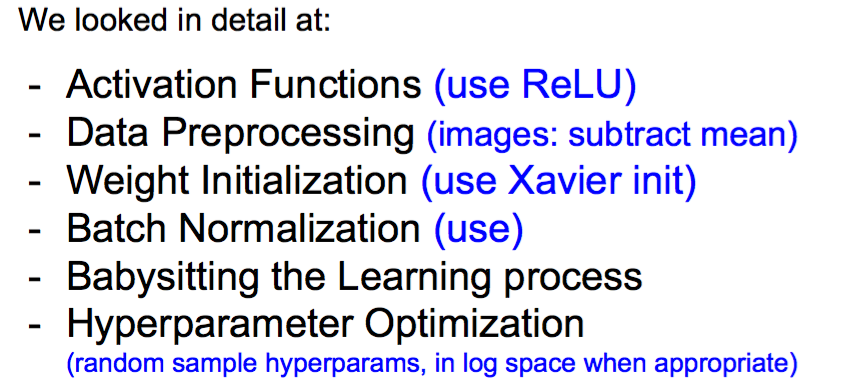 We looked in detail at:
- Activation Functions (use ReLU)
- Data Preprocessing (images: subtract mean)
- Weight Initialization (use Xavier init)
- Batch Normalization (use)
- Babysitting the Learning process
- Hyperparameter Optimization
(random sample hyperparams, in log space when appropriate)